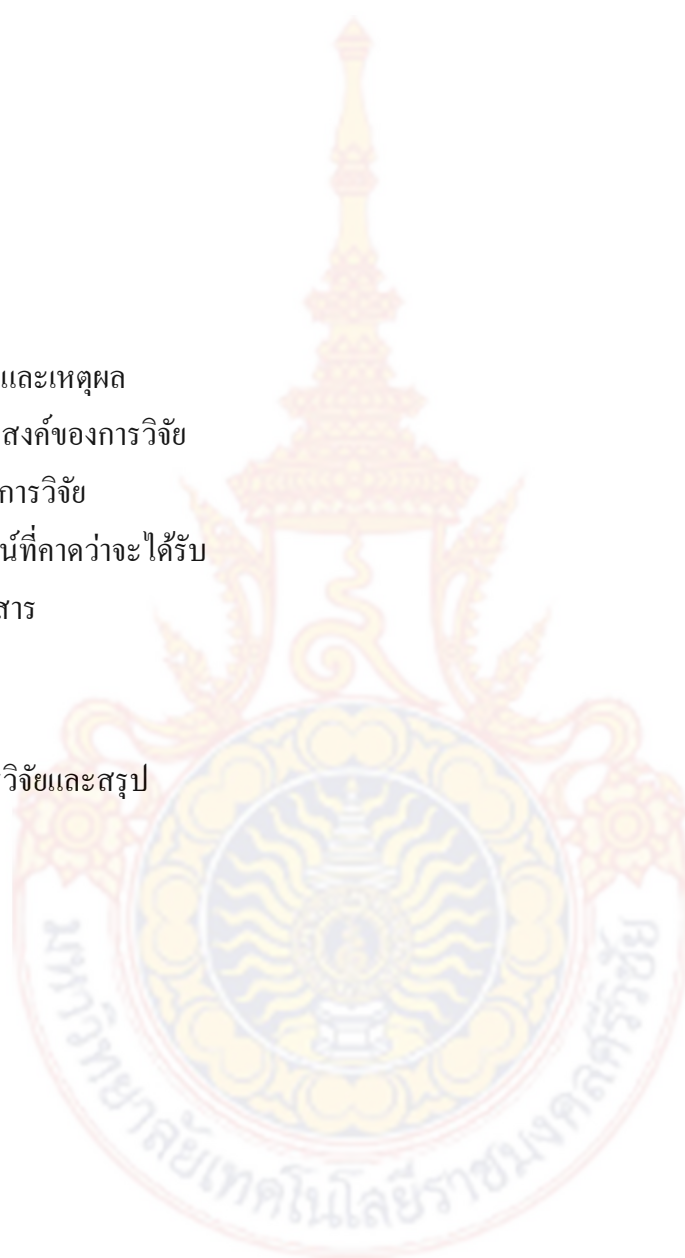 และเหตุผล
สงค์ของการวิจัย
การวิจัย
น์ที่คาดว่าจะได้รับ
สาร
วิจัยและสรุป
มหาวิทยาลัยเทคโนโลยีราชมงคลศรีวิชัย